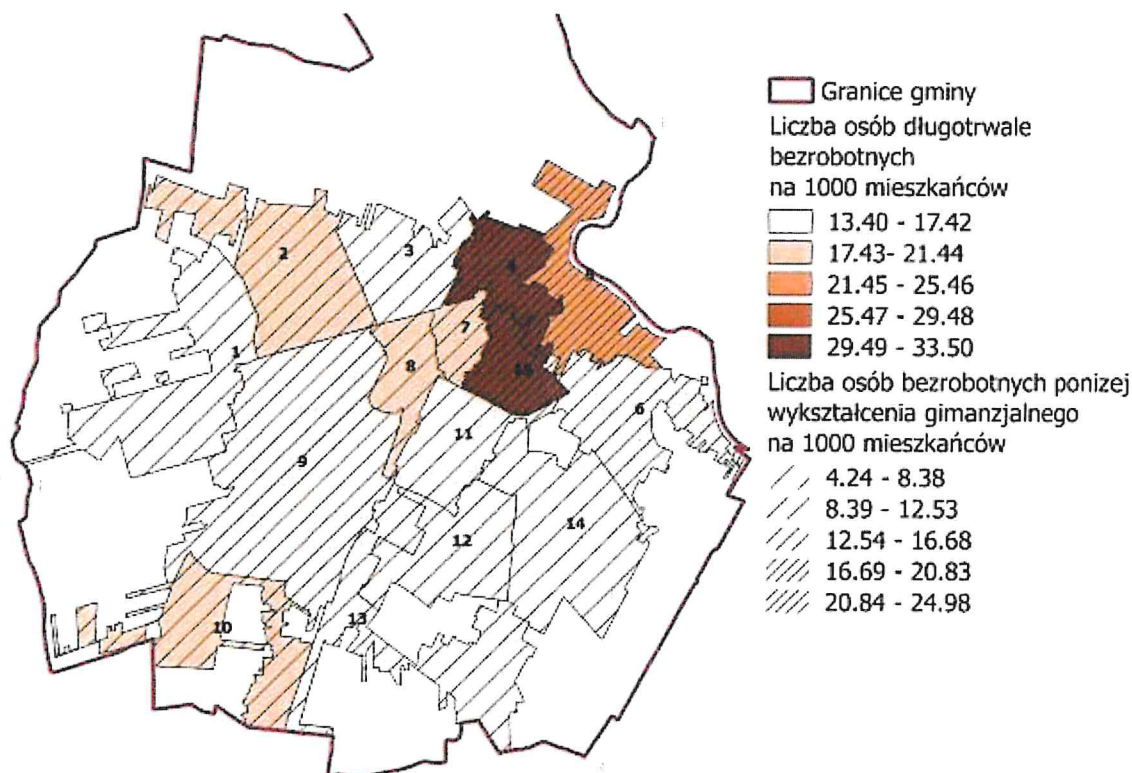 Granice gminy
Liczba osób długotrwale
bezrobotnych
na 1000 mieszkańców
13.40 - 17.42
17.43- 21.44
21.45 - 25.46
25.47 - 29.48
29.49 - 33.50
Liczba osób bezrobotnych ponizej
wykształcenia gimanzjalnego
na 1000 mieszkańców
4.24 - 8.38
8.39 - 12.53
12.54 - 16.68
16.69 - 20.83
20.84 - 24.98
2
3
4
7
1
8
6
11
9
14
12
13
10